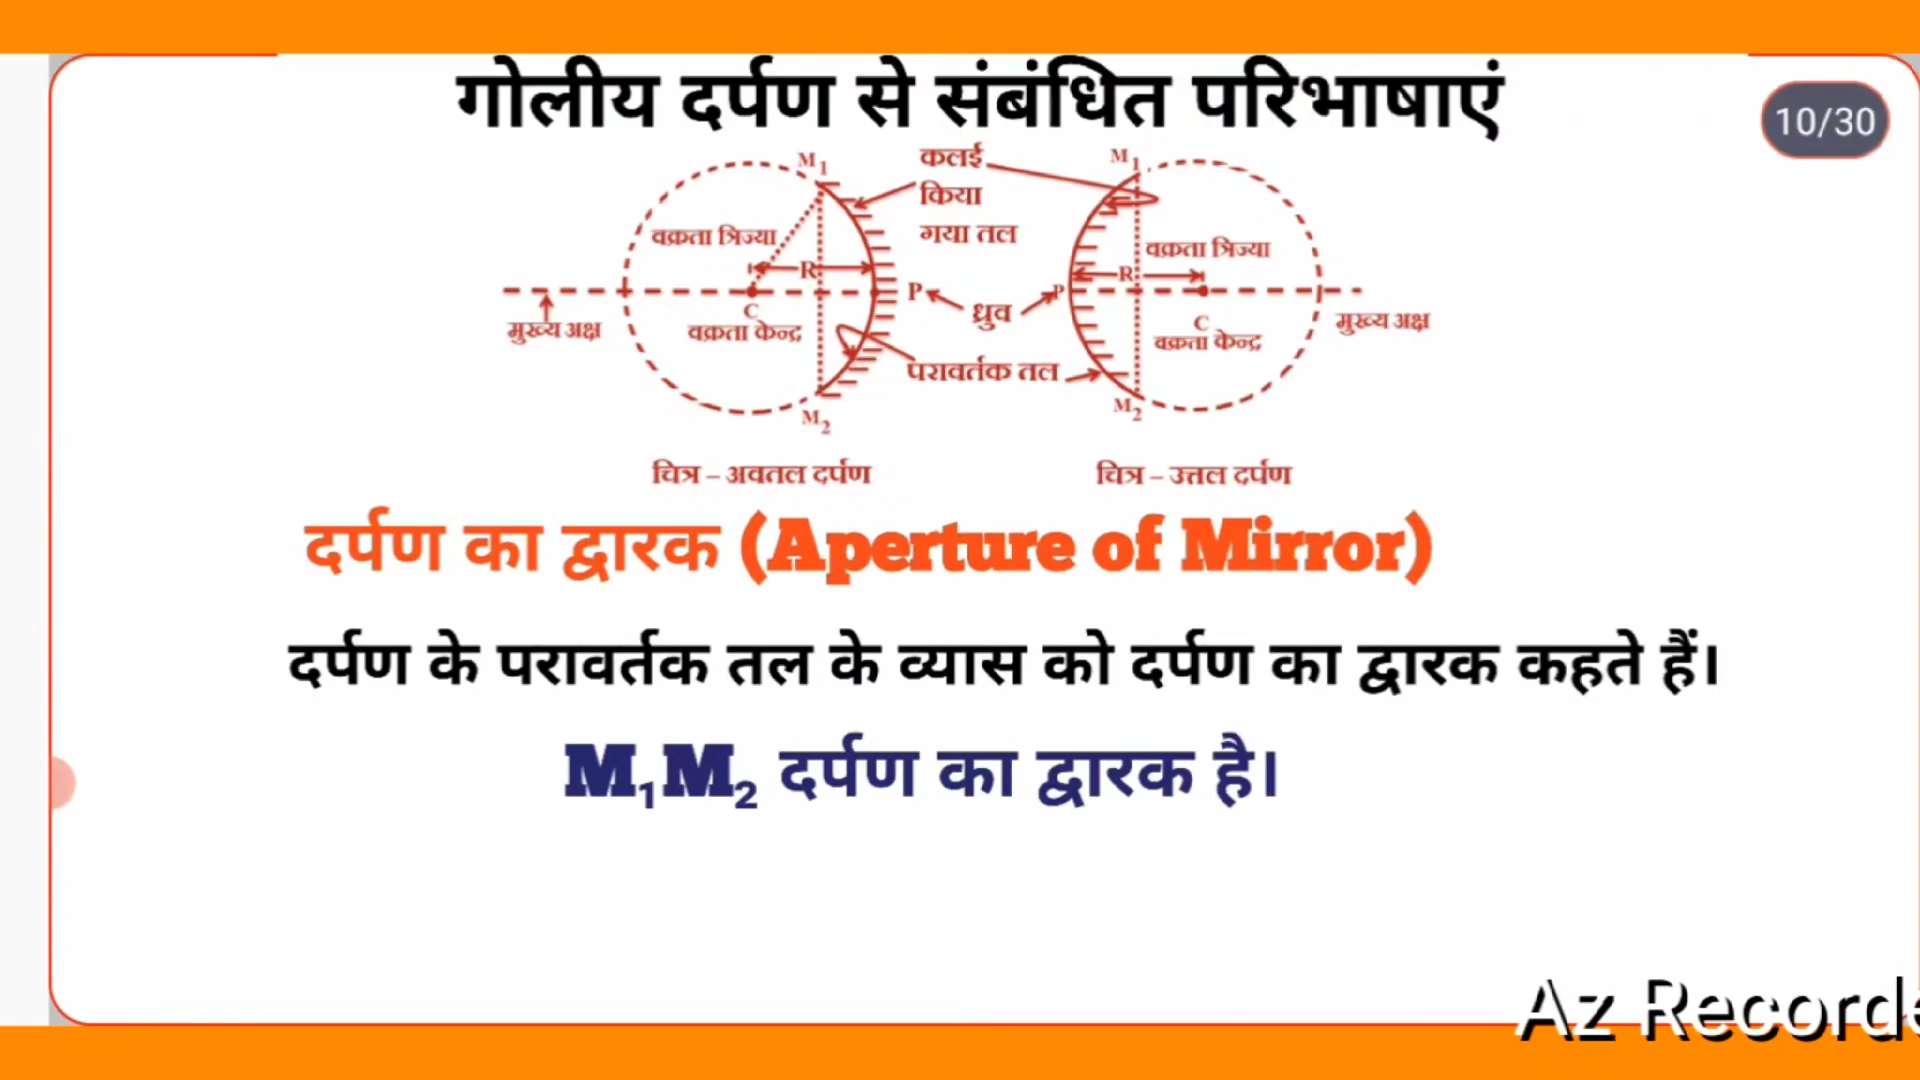 गोलीय दर्पण से संबंधित परिभाषाएं
10/30
M1
कलई
किया
गया तल
M1
वक्रता त्रिज्या
वक्रता त्रिज्या
R
R
P
P
ध्रुव
मुख्य अक्ष
C
वक्रता केन्द्र
C
वक्रता केन्द्र
मुख्य अक्ष
परावर्तक तल
M2
M2
चित्र – अवतल दर्पण
चित्र – उत्तल दर्पण
दर्पण का द्वारक (Aperture of Mirror)
दर्पण के परावर्तक तल के व्यास को दर्पण का द्वारक कहते हैं।
M1M2 दर्पण का द्वारक है।
Az Recorde